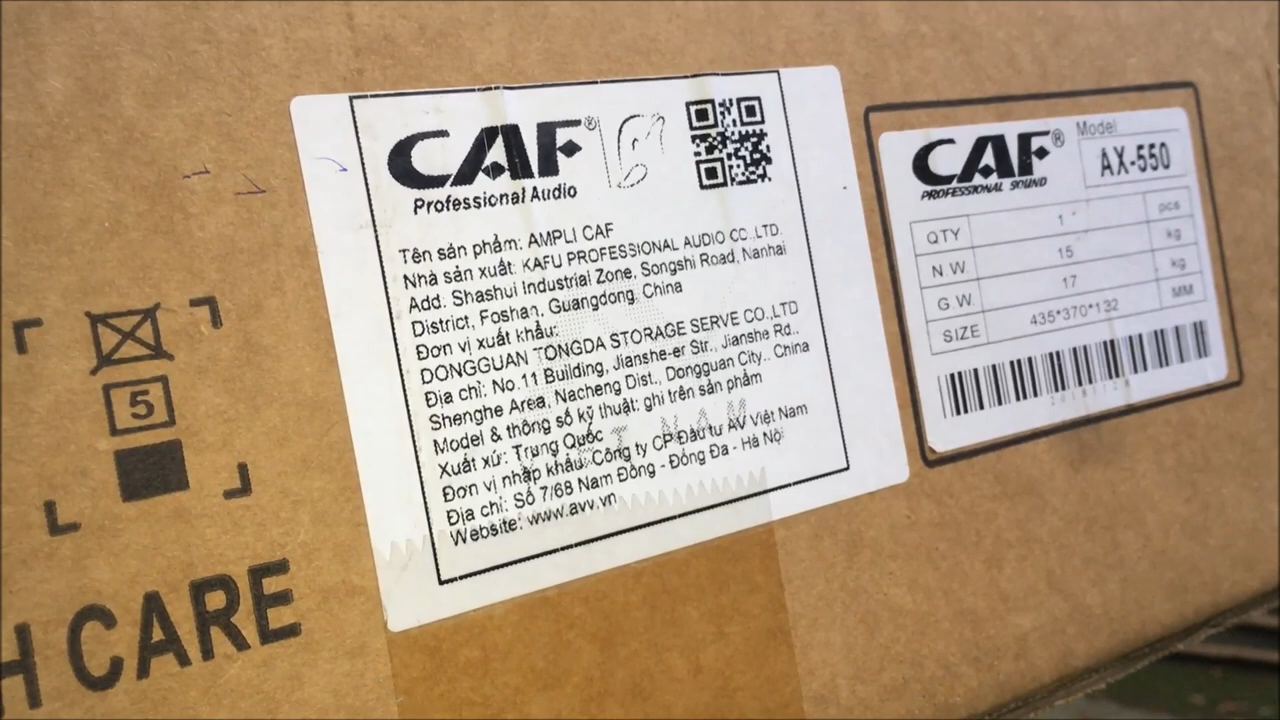 CAF®
Professional Audio
Tên sản phẩm: AMPLI CAF
Nhà sản xuất: KAFU PROFESSIONAL AUDIO CO.,LTD.
Add: Shashui Industrial Zone, Songshi Road, Nanhai
District, Foshan, Guangdong, China
Đơn vị xuất khẩu:
DONGGUAN TONGDA STORAGE SERVE CO.,LTD
Địa chỉ: No.11 Building, Jianshe-er Str., Jianshe Rd.,
Shenghe Area, Nacheng Dist., Dongguan City.. China
Model & thông số kỹ thuật: ghi trên sản phẩm
Xuất xứ: Trung Quốc
Đơn vị nhập khẩu: Công ty CP Đầu tư AV Việt Nam
Địa chỉ: Số 7/68 Nam Đồng - Đống Đa - Hà Nội
Website: www.avv.vn
CAF®
PROFESSIONAL SOUND
Model
AX-550
QTY 1 pcs
N.W. 15 kg
G.W. 17 kg
SIZE 435*370*132 MM
5
H CARE